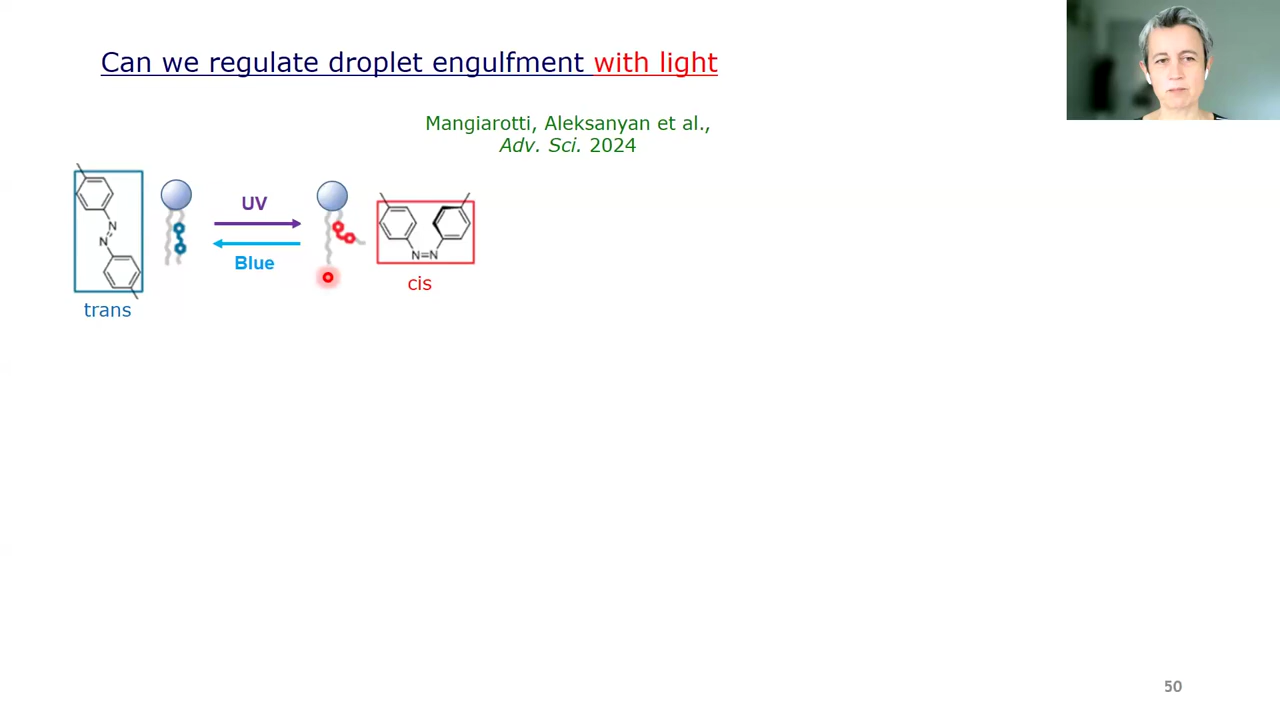 Can we regulate droplet engulfment with light
Mangiarotti, Aleksanyan et al.,
Adv. Sci. 2024
UV
Blue
N
N
N=N
trans
cis
50